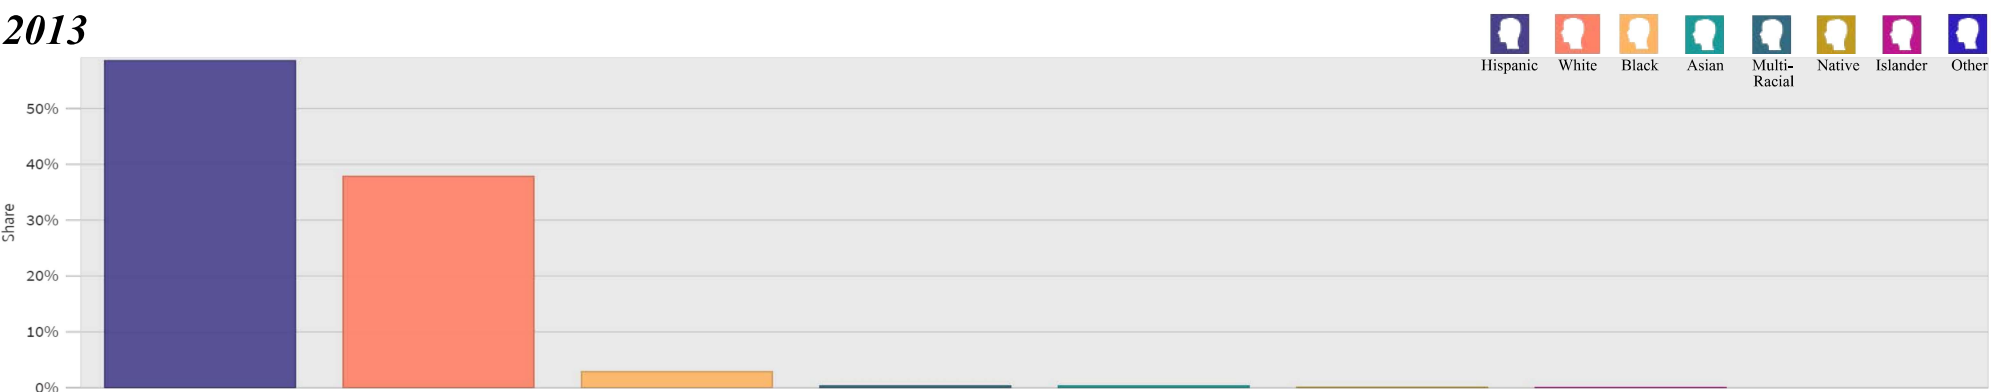 2013
Hispanic
White
Black
Asian
Multi-
Racial
Native
Islander
Other
Share
50%
40%
30%
20%
10%
0%